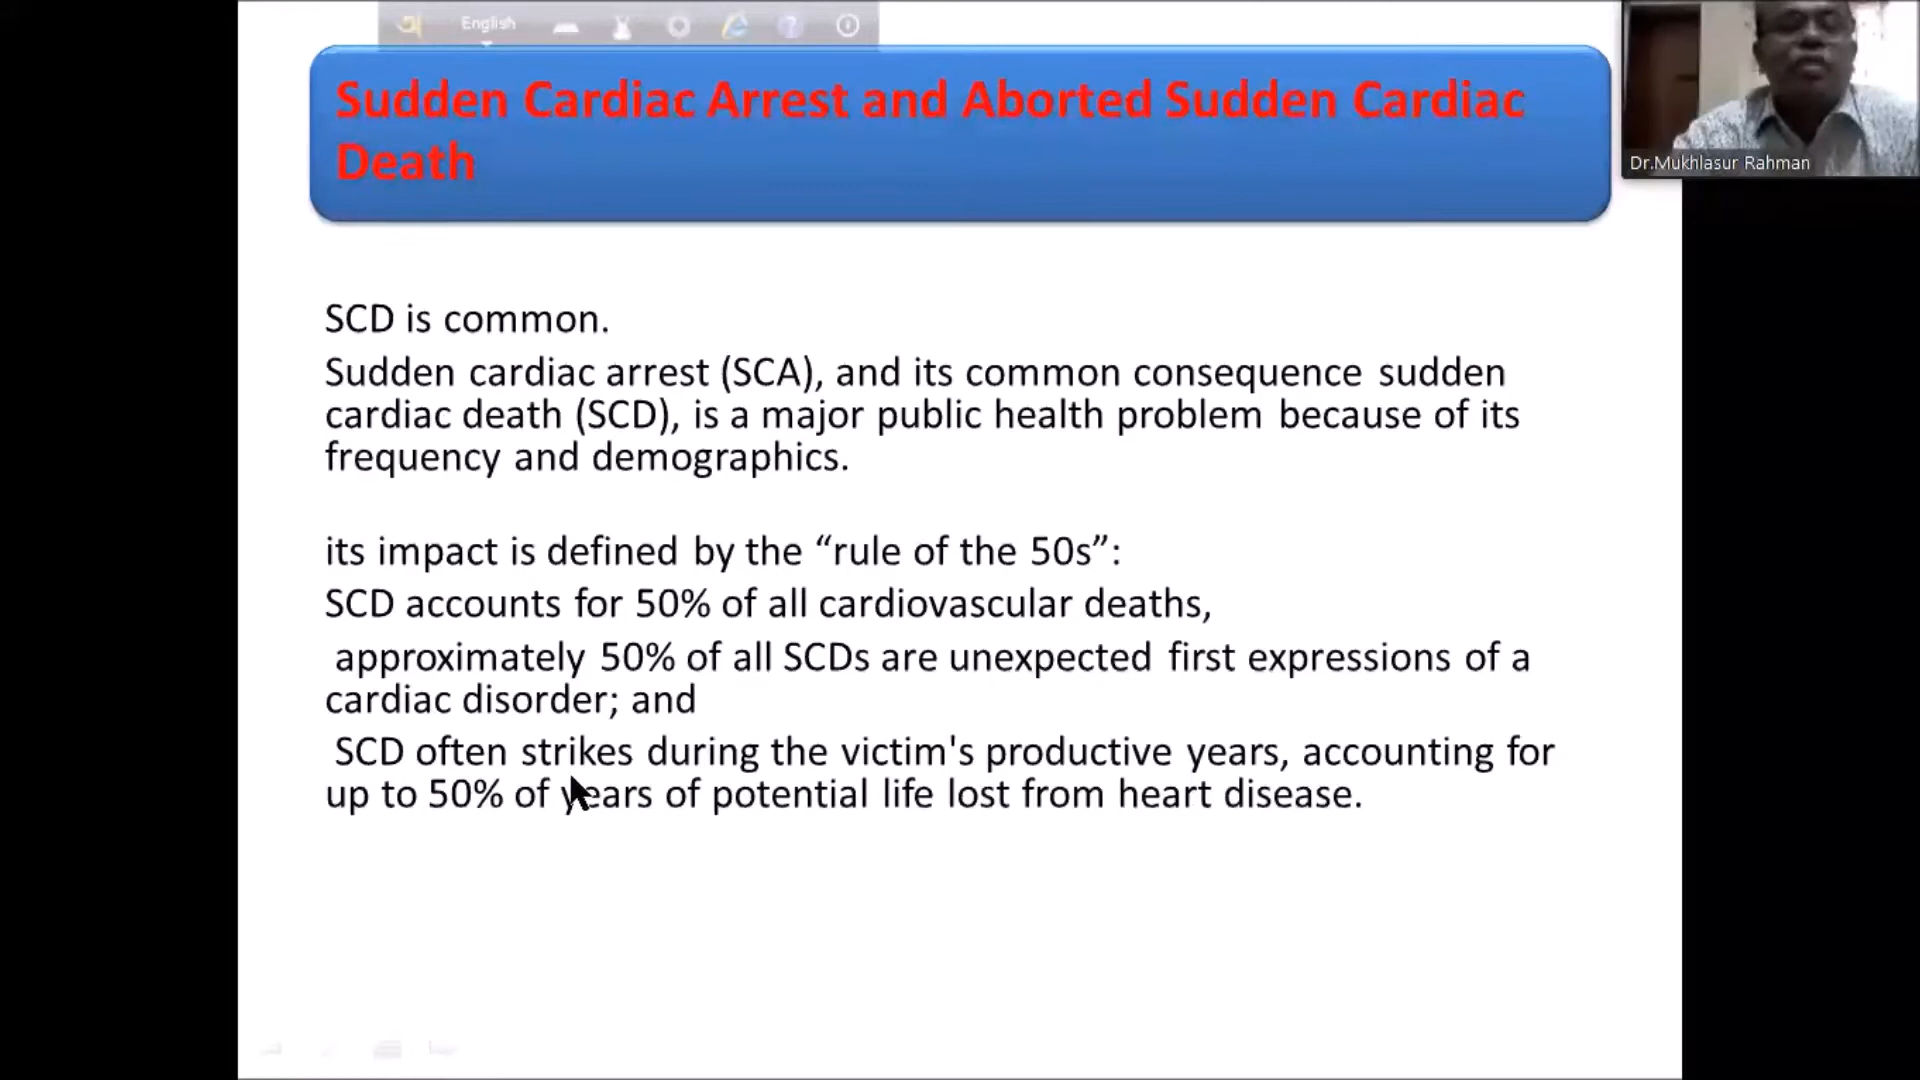 English
Sudden Cardiac Arrest and Aborted Sudden Cardiac
Death
Dr.Mukhlasur Rahman
SCD is common.
Sudden cardiac arrest (SCA), and its common consequence sudden
cardiac death (SCD), is a major public health problem because of its
frequency and demographics.
its impact is defined by the “rule of the 50s”:
SCD accounts for 50% of all cardiovascular deaths,
approximately 50% of all SCDs are unexpected first expressions of a
cardiac disorder; and
SCD often strikes during the victim's productive years, accounting for
up to 50% of years of potential life lost from heart disease.